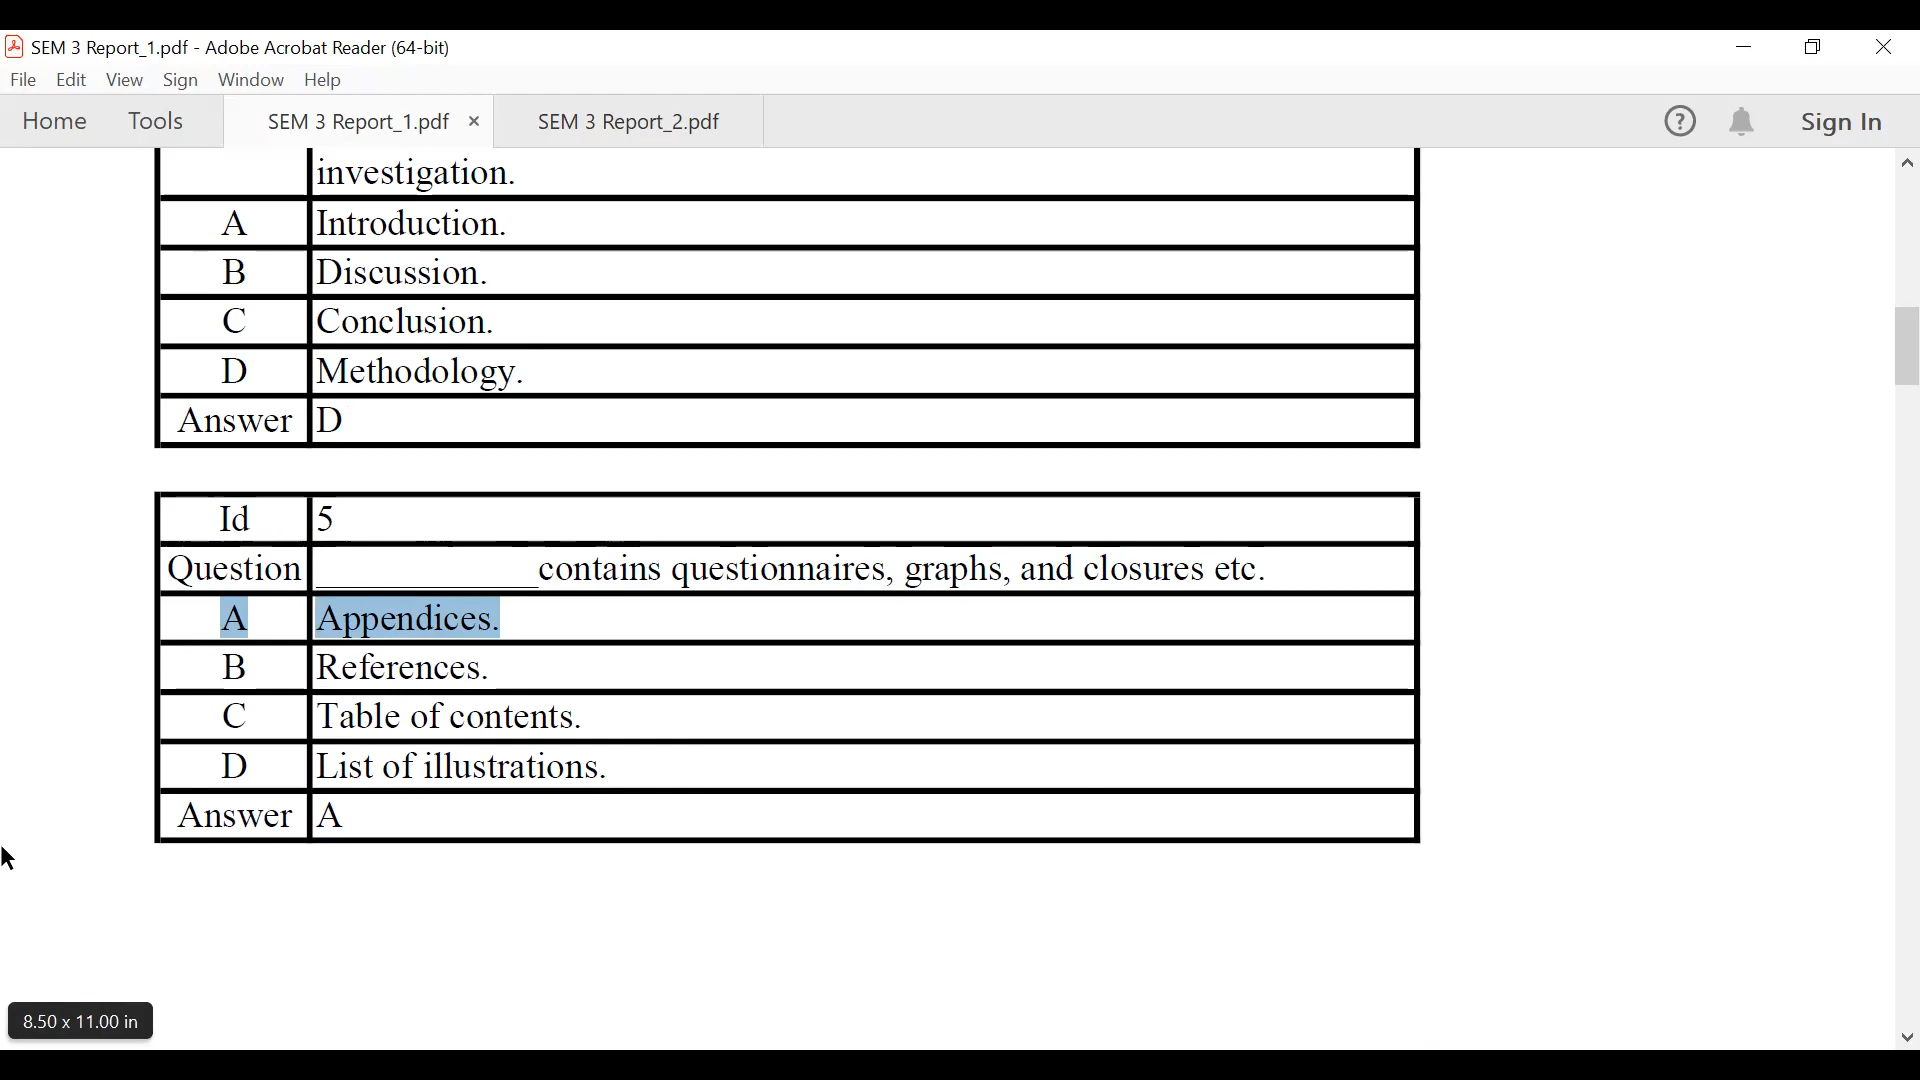 SEM 3 Report_1.pdf - Adobe Acrobat Reader (64-bit)
File Edit View Sign Window Help
Home Tools SEM 3 Report_1.pdf × SEM 3 Report_2.pdf ? Sign In
investigation.
A Introduction.
B Discussion.
C Conclusion.
D Methodology.
Answer D
Id 5
Question ____________contains questionnaires, graphs, and closures etc.
A Appendices.
B References.
C Table of contents.
D List of illustrations.
Answer A
8.50 x 11.00 in